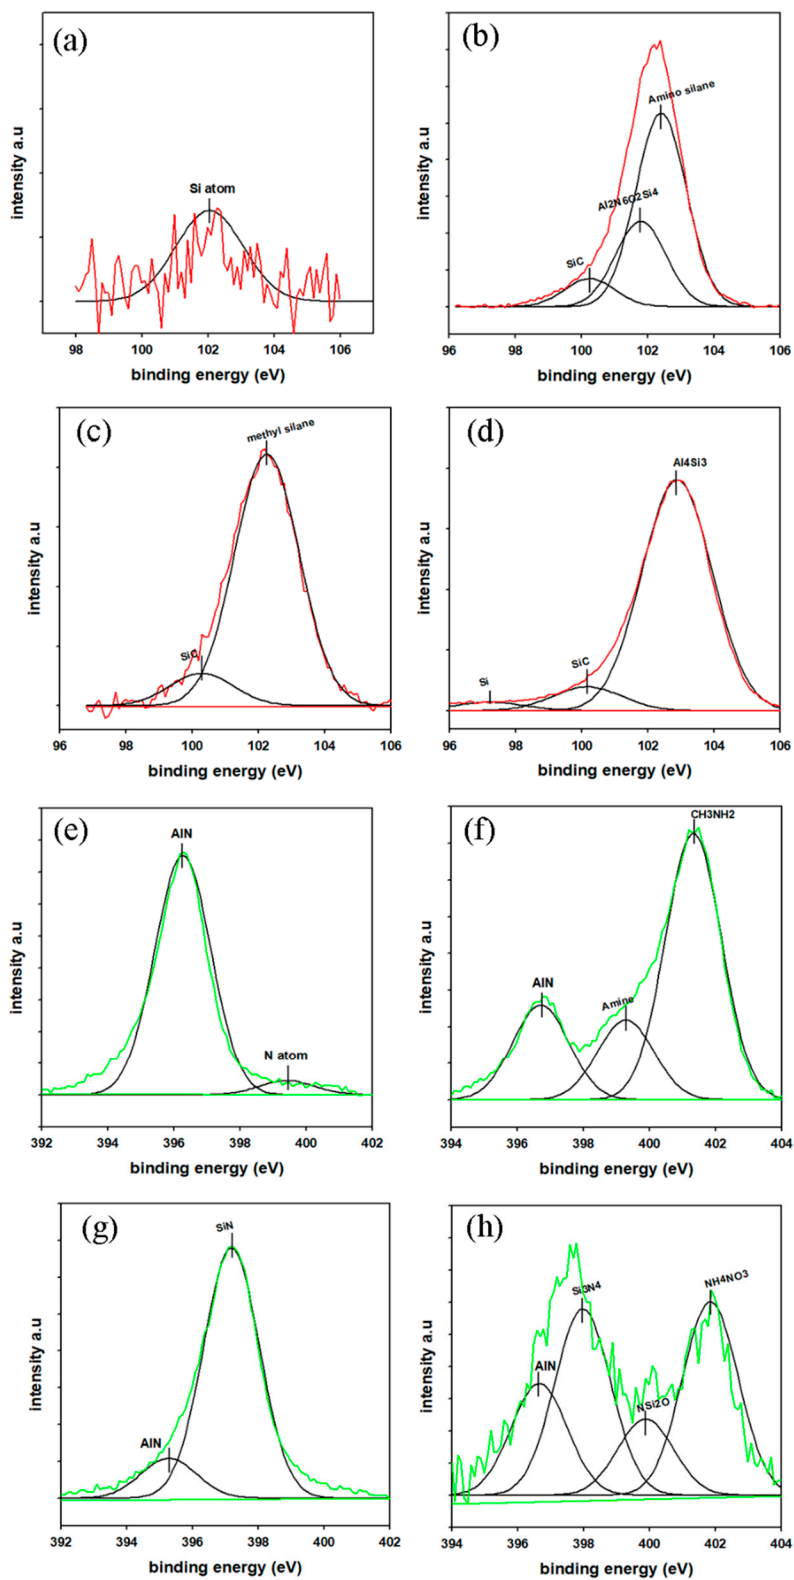 (a)
Si atom
intensity a.u
98 100 102 104 106
binding energy (eV)
(b)
Amino silane
Al2N6O2Si4
SiC
intensity a.u
96 98 100 102 104 106
binding energy (eV)
(c)
methyl silane
SiC
intensity a.u
96 98 100 102 104 106
binding energy (eV)
(d)
Al4Si3
SiC
Si
intensity a.u
96 98 100 102 104 106
binding energy (eV)
(e)
AlN
N atom
intensity a.u
392 394 396 398 400 402
binding energy (eV)
(f)
CH3NH2
AlN
Amine
intensity a.u
394 396 398 400 402 404
binding energy (eV)
(g)
SiN
AlN
intensity a.u
392 394 396 398 400 402
binding energy (eV)
(h)
NH4NO3
Si3N4
AlN
NSi2O
intensity a.u
394 396 398 400 402 404
binding energy (eV)